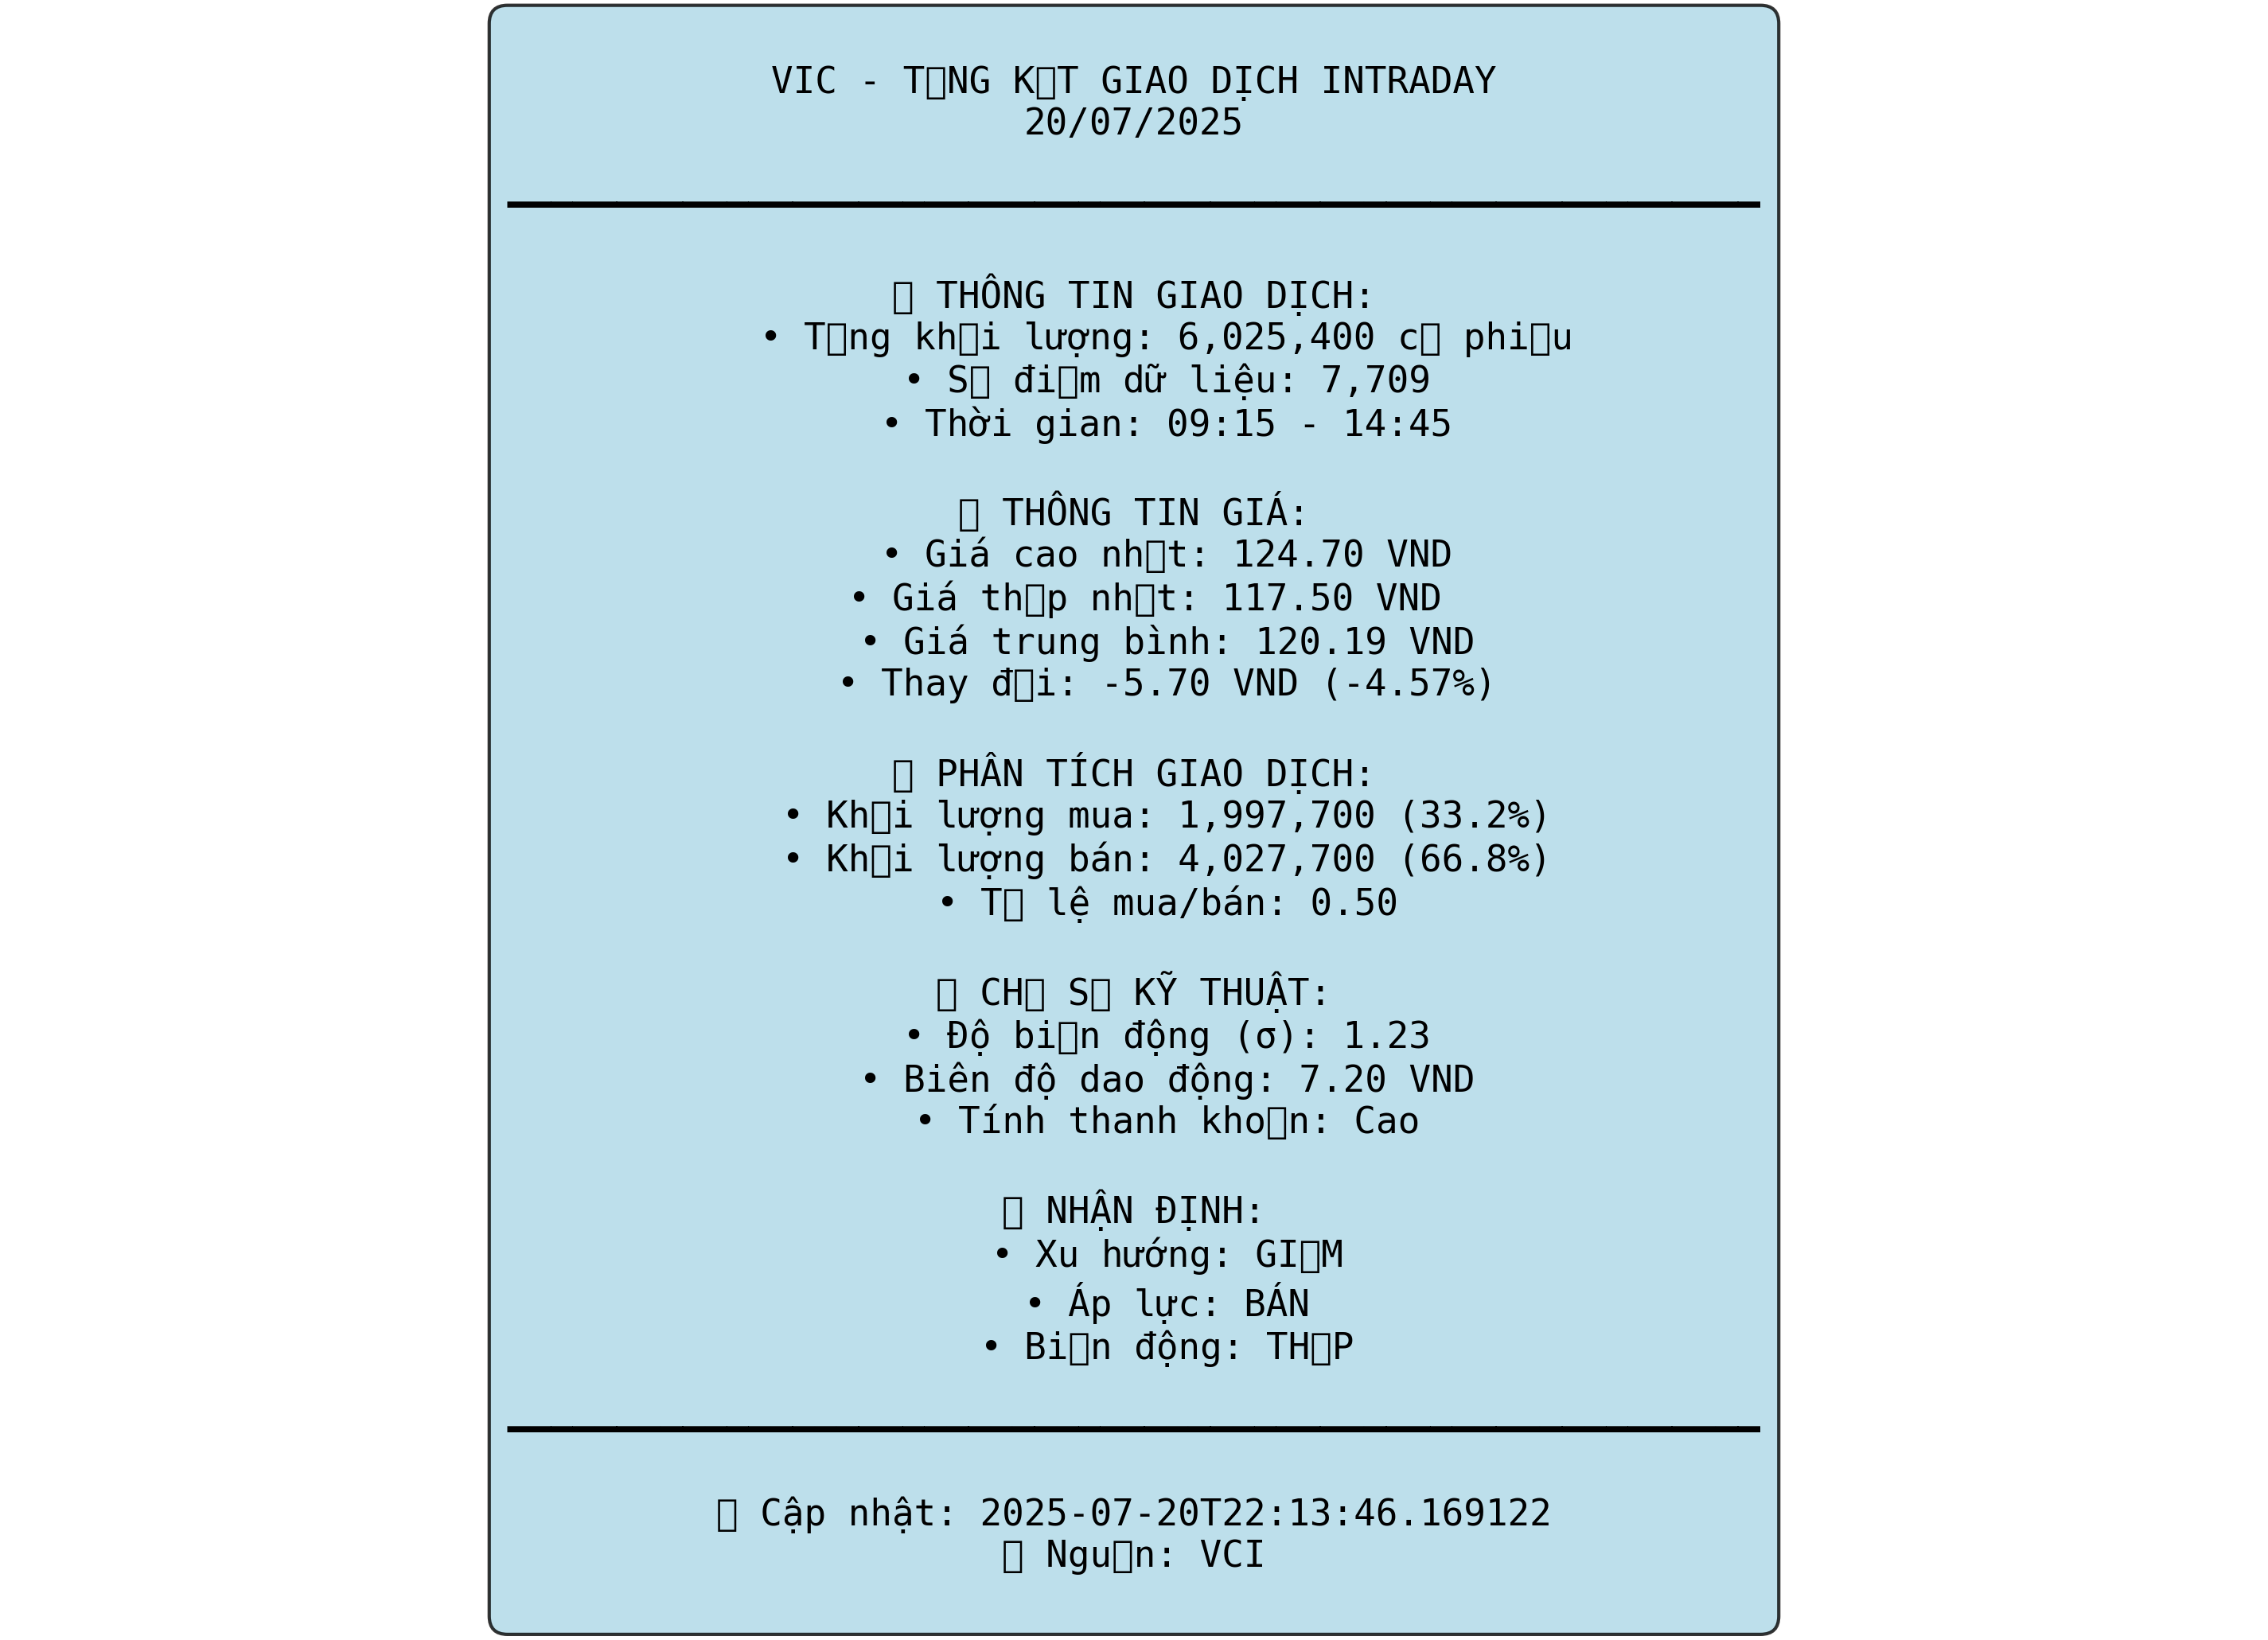 VIC - T▯NG K▯T GIAO DỊCH INTRADAY
20/07/2025
▯ THÔNG TIN GIAO DỊCH:
• T▯ng kh▯i lượng: 6,025,400 c▯ phi▯u
• S▯ đi▯m dữ liệu: 7,709
• Thời gian: 09:15 - 14:45
▯ THÔNG TIN GIÁ:
• Giá cao nh▯t: 124.70 VND
• Giá th▯p nh▯t: 117.50 VND
• Giá trung bình: 120.19 VND
• Thay đ▯i: -5.70 VND (-4.57%)
▯ PHÂN TÍCH GIAO DỊCH:
• Kh▯i lượng mua: 1,997,700 (33.2%)
• Kh▯i lượng bán: 4,027,700 (66.8%)
• T▯ lệ mua/bán: 0.50
▯ CH▯ S▯ KỸ THUẬT:
• Độ bi▯n động (σ): 1.23
• Biên độ dao động: 7.20 VND
• Tính thanh kho▯n: Cao
▯ NHẬN ĐỊNH:
• Xu hướng: GI▯M
• Áp lực: BÁN
• Bi▯n động: TH▯P
▯ Cập nhật: 2025-07-20T22:13:46.169122
▯ Ngu▯n: VCI